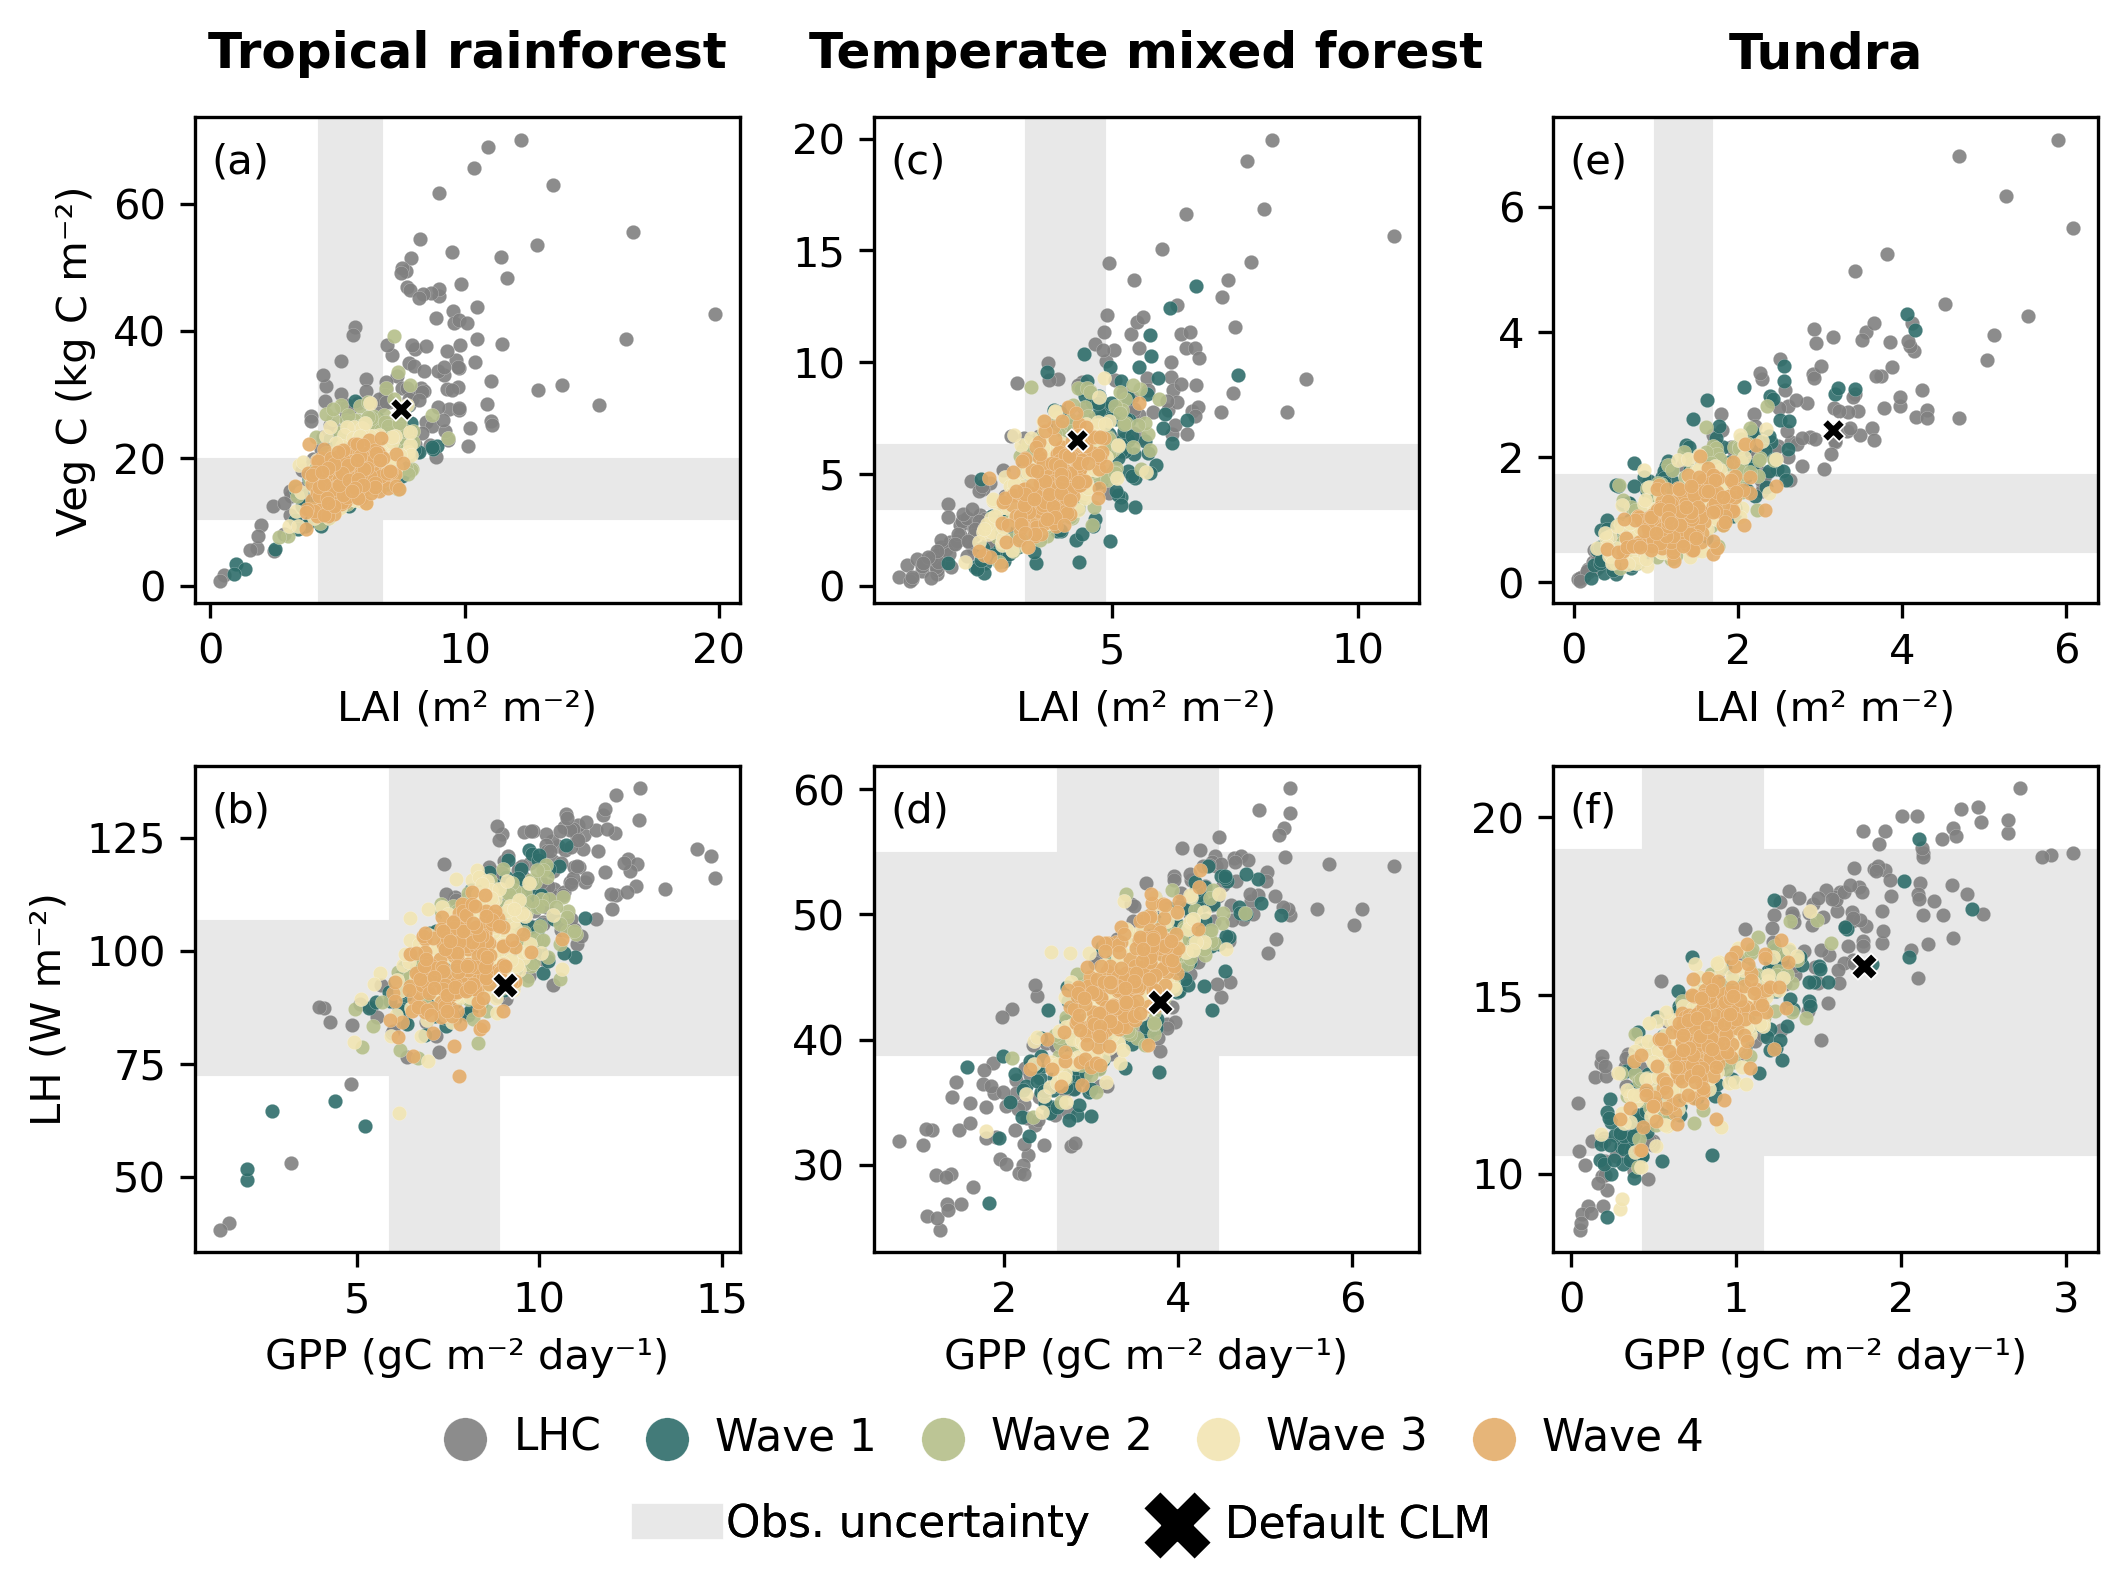 Tropical rainforest
Temperate mixed forest
Tundra
(a)
Veg C (kg C m⁻²)
60
40
20
0
0 10 20
LAI (m² m⁻²)
(c)
20
15
10
5
0
5 10
LAI (m² m⁻²)
(e)
6
4
2
0
0 2 4 6
LAI (m² m⁻²)
(b)
LH (W m⁻²)
125
100
75
50
5 10 15
GPP (gC m⁻² day⁻¹)
(d)
60
50
40
30
2 4 6
GPP (gC m⁻² day⁻¹)
(f)
20
15
10
0 1 2 3
GPP (gC m⁻² day⁻¹)
LHC Wave 1 Wave 2 Wave 3 Wave 4
Obs. uncertainty Default CLM